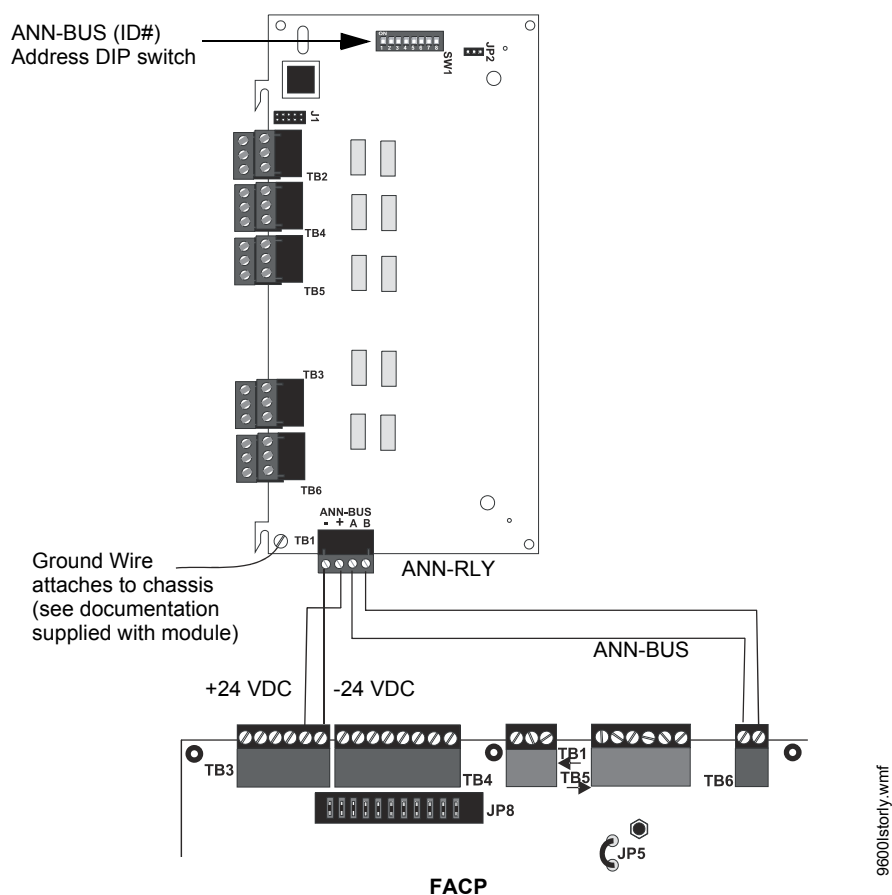 ANN-BUS (ID#)
Address DIP switch
ON
1 2 3 4 5 6 7 8
SW1
JP2
J1
TB2
TB4
TB5
TB3
TB6
ANN-BUS
- + A B
TB1
ANN-RLY
Ground Wire
attaches to chassis
(see documentation
supplied with module)
ANN-BUS
+24 VDC
-24 VDC
TB3
TB4
TB1
TB5
TB6
JP8
JP5
FACP
9600lstorly.wmf